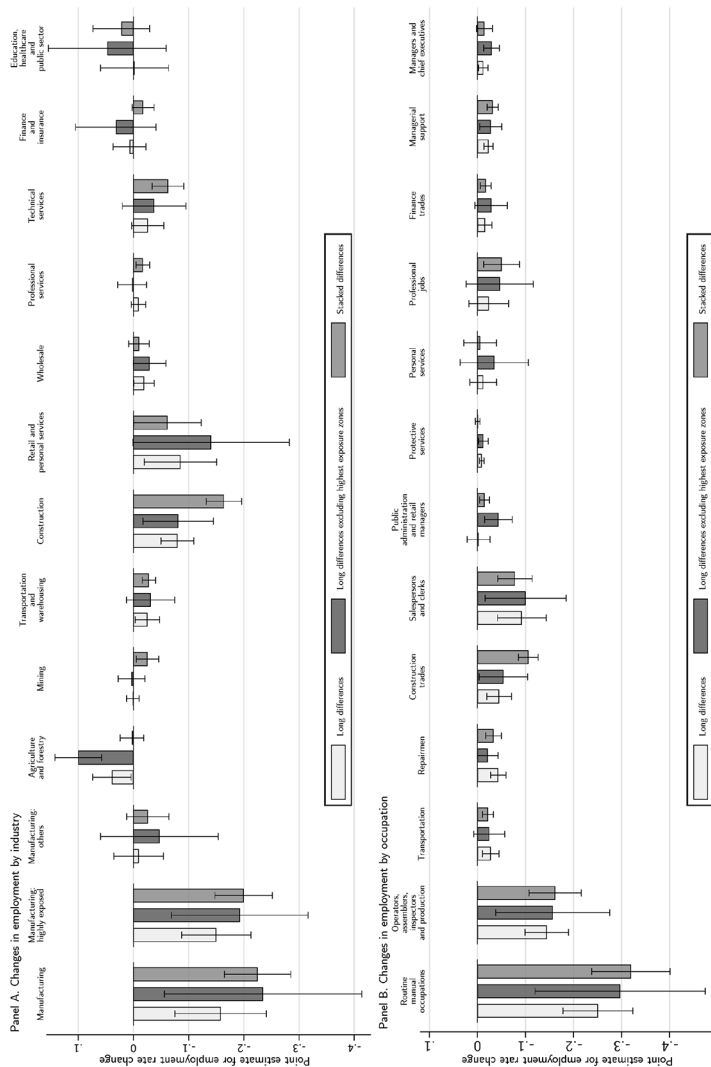 Panel A. Changes in employment by industry
Manufacturing
Manufacturing:
highly exposed
Manufacturing:
others
Agriculture
and forestry
Mining
Transportation
and
warehousing
Construction
Retail and
personal services
Wholesale
Professional
services
Technical
services
Finance
and
insurance
Education,
healthcare
and
public sector
Point estimate for employment rate change
.1
0
-.1
-.2
-.3
-.4
Long differences
Long differences excluding highest exposure zones
Stacked differences
Panel B. Changes in employment by occupation
Routine
manual
occupations
Operators,
assemblers,
inspectors
and production
Transportation
Repairmen
Construction
trades
Salespersons
and clerks
Public
administration
and retail
managers
Protective
services
Personal
services
Professional
jobs
Finance
trades
Managerial
support
Managers and
chief executives
Point estimate for employment rate change
.1
0
-.1
-.2
-.3
-.4
Long differences
Long differences excluding highest exposure zones
Stacked differences